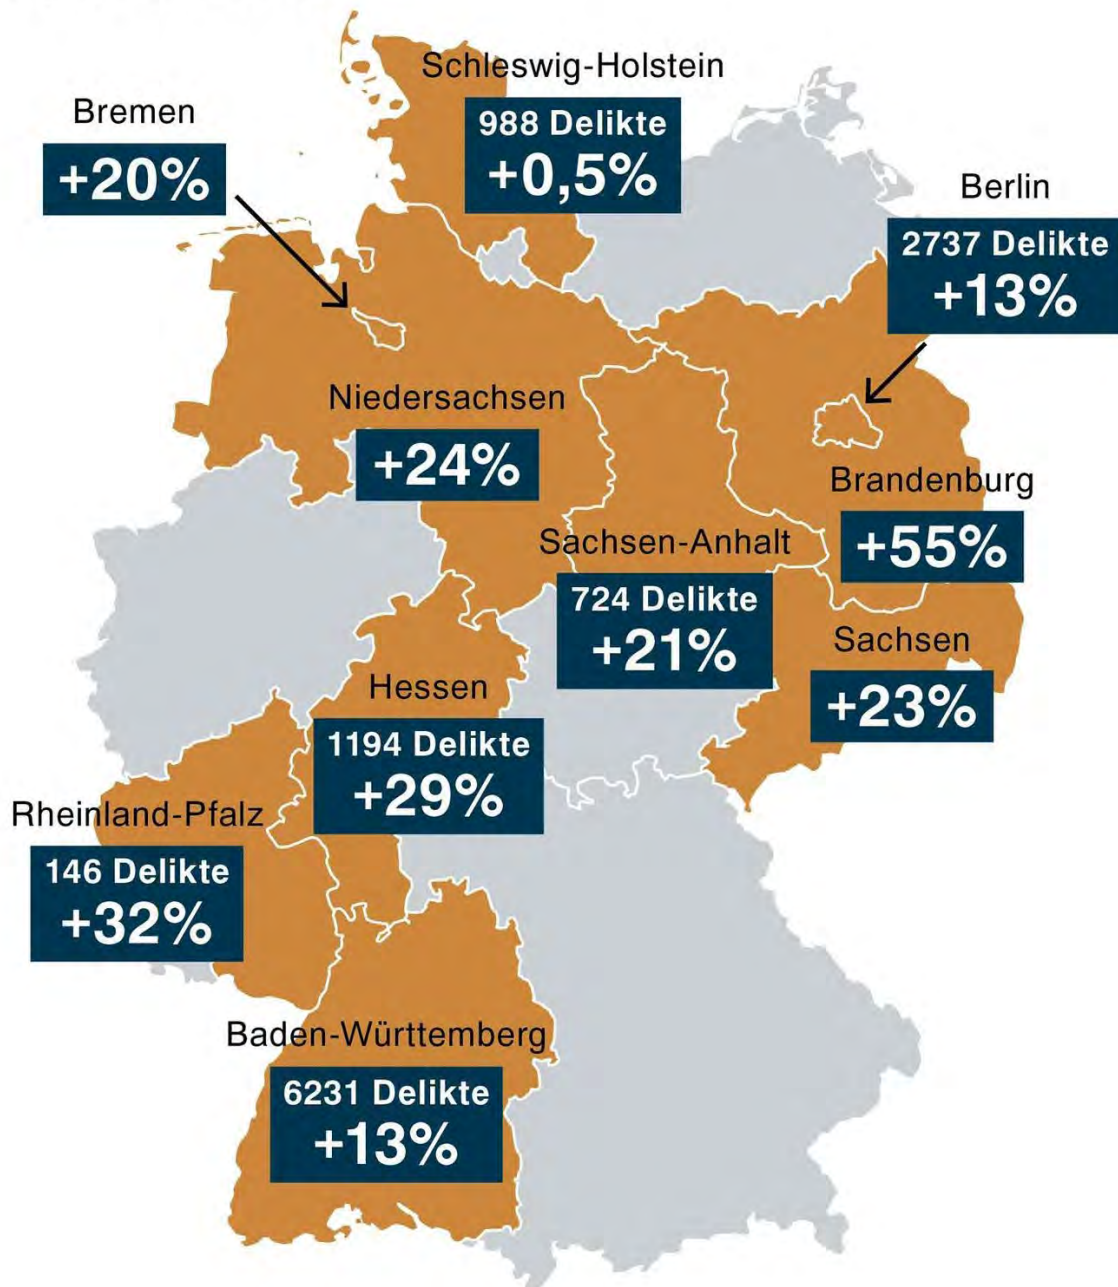 Schleswig-Holstein
988 Delikte
+0,5%
Bremen
+20%
Berlin
2737 Delikte
+13%
Niedersachsen
+24%
Brandenburg
+55%
Sachsen-Anhalt
724 Delikte
+21%
Sachsen
+23%
Hessen
1194 Delikte
+29%
Rheinland-Pfalz
146 Delikte
+32%
Baden-Württemberg
6231 Delikte
+13%